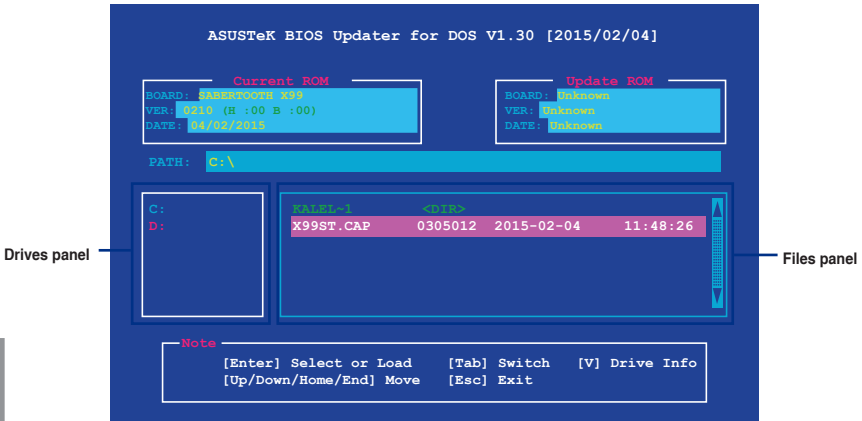 ASUSTeK BIOS Updater for DOS V1.30 [2015/02/04]
Current ROM
BOARD: SABERTOOTH X99
VER: 0210 (H :00 B :00)
DATE: 04/02/2015
Update ROM
BOARD: Unknown
VER: Unknown
DATE: Unknown
PATH: C:\
C:
D:
KALEL~1 <DIR>
X99ST.CAP 0305012 2015-02-04 11:48:26
Drives panel
Files panel
Note
[Enter] Select or Load [Tab] Switch [V] Drive Info
[Up/Down/Home/End] Move [Esc] Exit